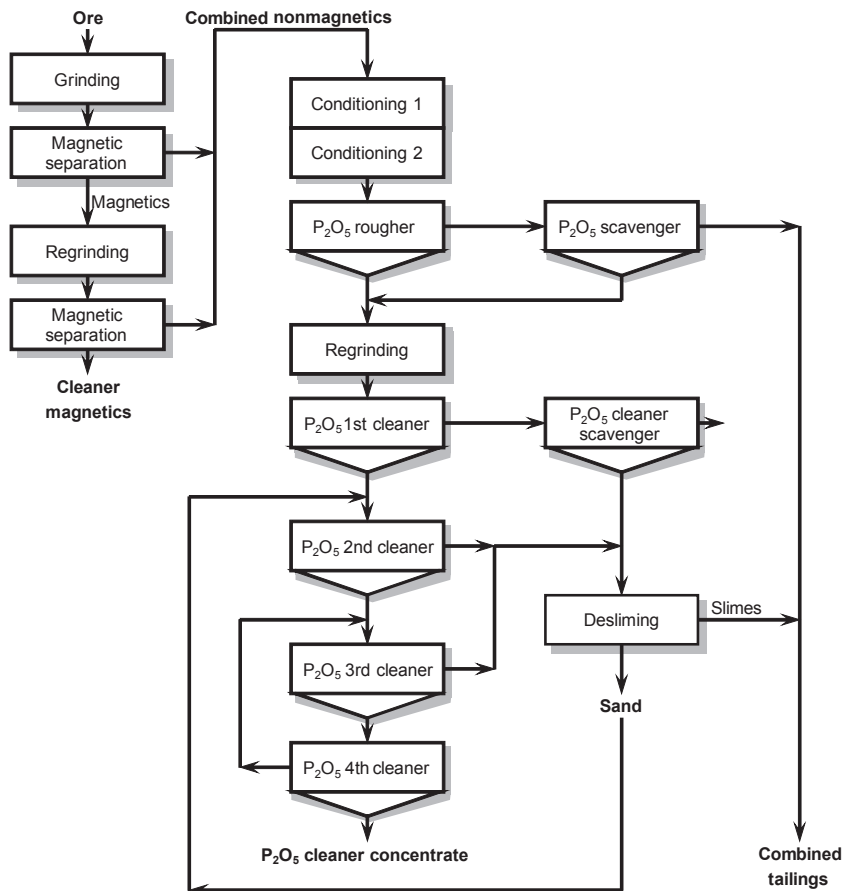 Ore
Combined nonmagnetics
Grinding
Magnetic
separation
Magnetics
Regrinding
Magnetic
separation
Cleaner
magnetics
Conditioning 1
Conditioning 2
P₂O₅ rougher
P₂O₅ scavenger
Regrinding
P₂O₅ 1st cleaner
P₂O₅ cleaner
scavenger
P₂O₅ 2nd cleaner
Desliming
Slimes
P₂O₅ 3rd cleaner
Sand
P₂O₅ 4th cleaner
P₂O₅ cleaner concentrate
Combined
tailings